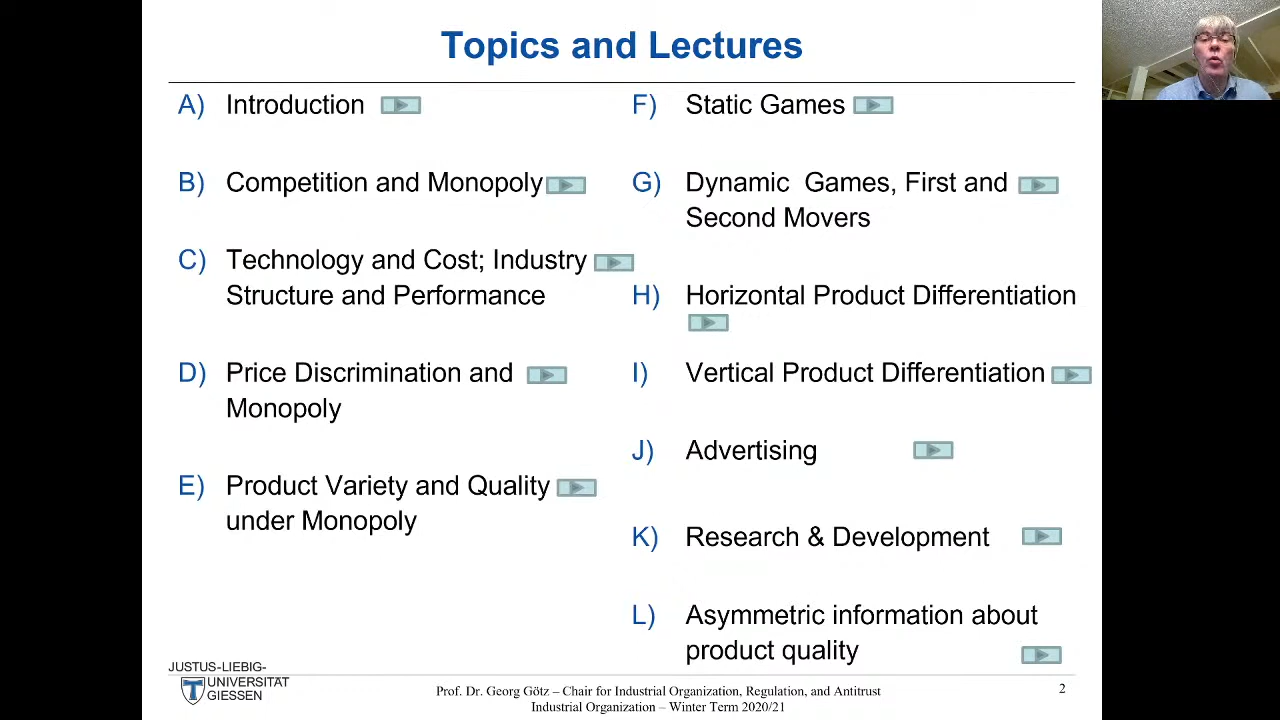 Topics and Lectures
A) Introduction
B) Competition and Monopoly
C) Technology and Cost; Industry
Structure and Performance
D) Price Discrimination and
Monopoly
E) Product Variety and Quality
under Monopoly
F) Static Games
G) Dynamic Games, First and
Second Movers
H) Horizontal Product Differentiation
I) Vertical Product Differentiation
J) Advertising
K) Research & Development
L) Asymmetric information about
product quality
JUSTUS-LIEBIG-
UNIVERSITÄT
GIESSEN
Prof. Dr. Georg Götz – Chair for Industrial Organization, Regulation, and Antitrust
Industrial Organization – Winter Term 2020/21
2